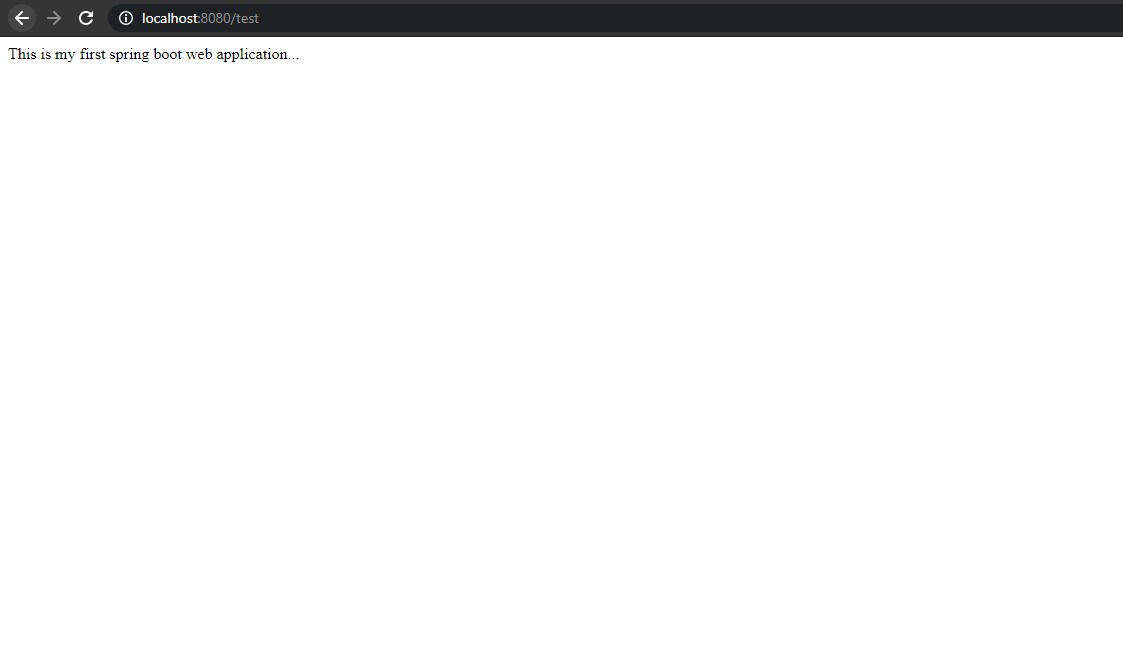 localhost:8080/test
This is my first spring boot web application...